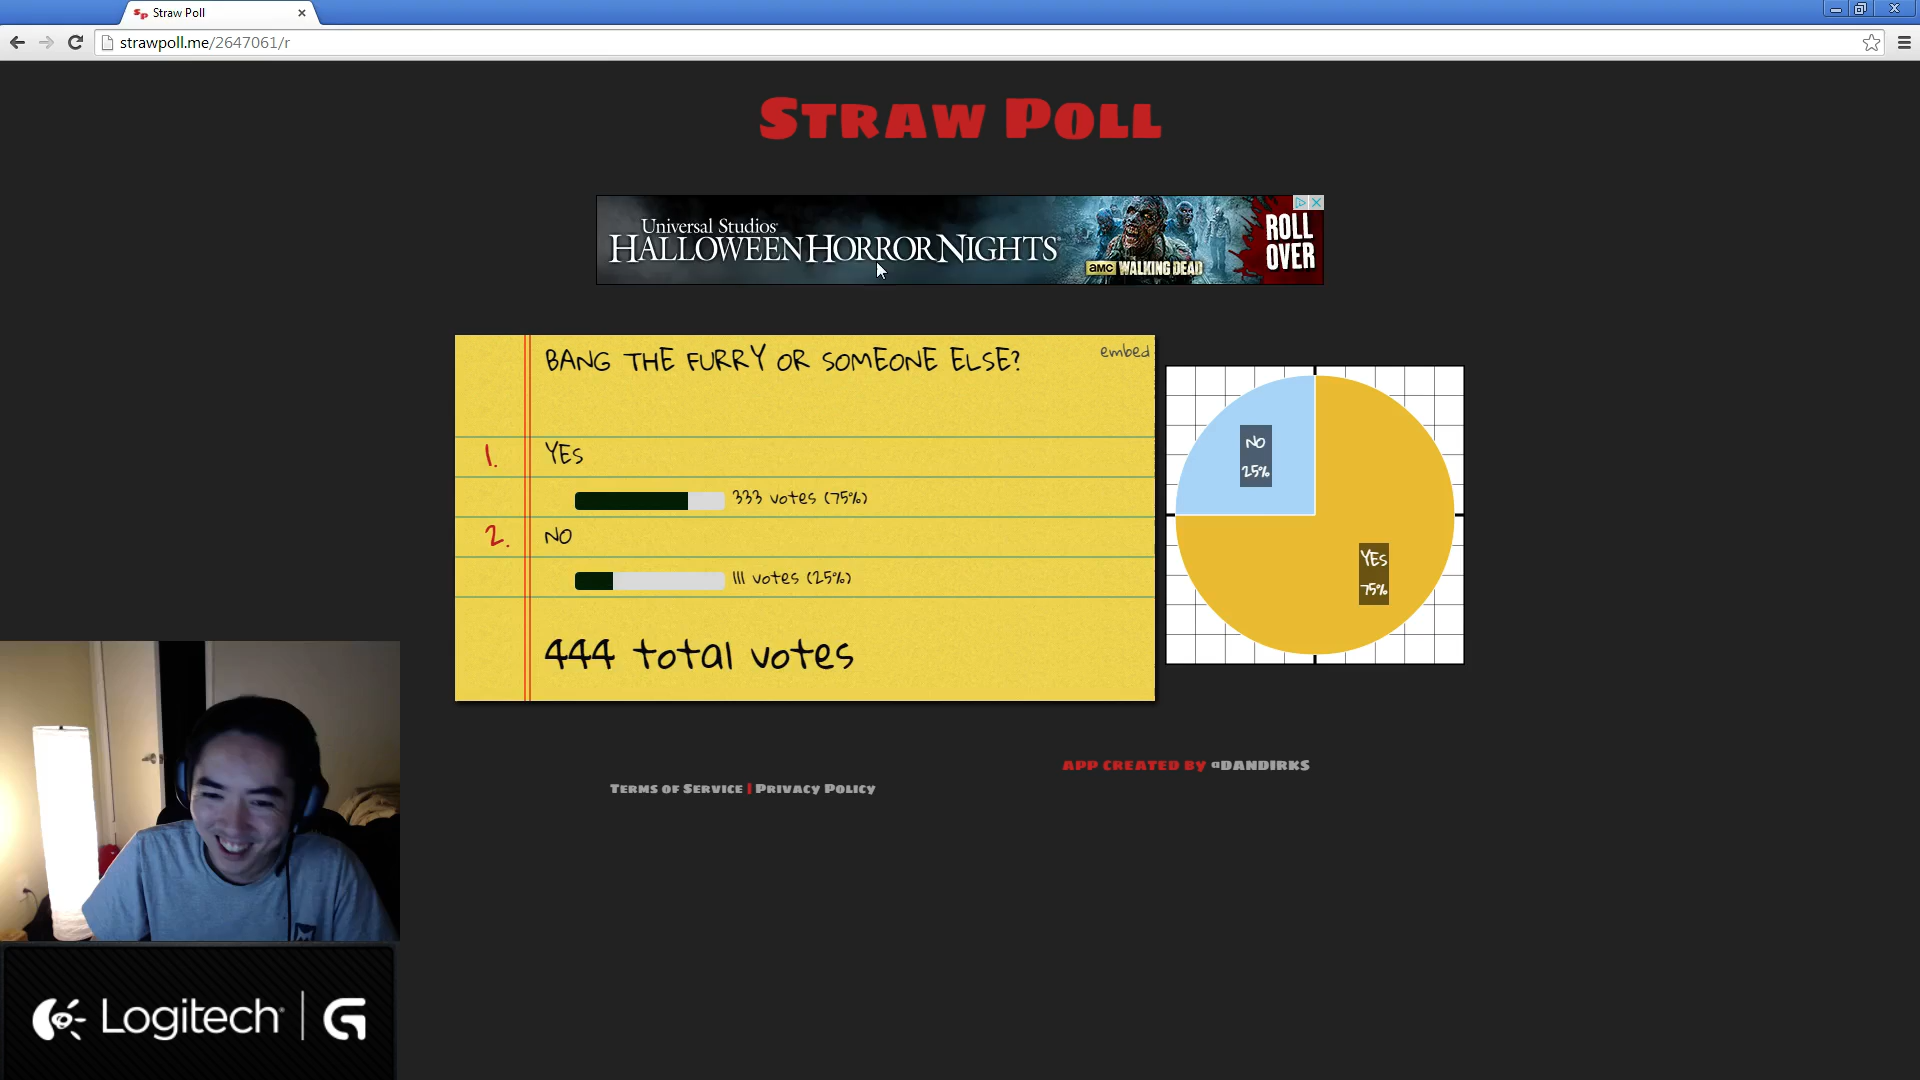 Straw Poll
strawpoll.me/2647061/r
STRAW POLL
Universal Studios
HALLOWEEN HORROR NIGHTS
AMC THE WALKING DEAD
ROLL
OVER
BANG THE FURRY OR SOMEONE ELSE?
embed
1. YES
333 votes (75%)
2. NO
111 votes (25%)
444 total votes
NO
25%
YES
75%
APP CREATED BY @DANDIRKS
TERMS OF SERVICE | PRIVACY POLICY
Logitech | G